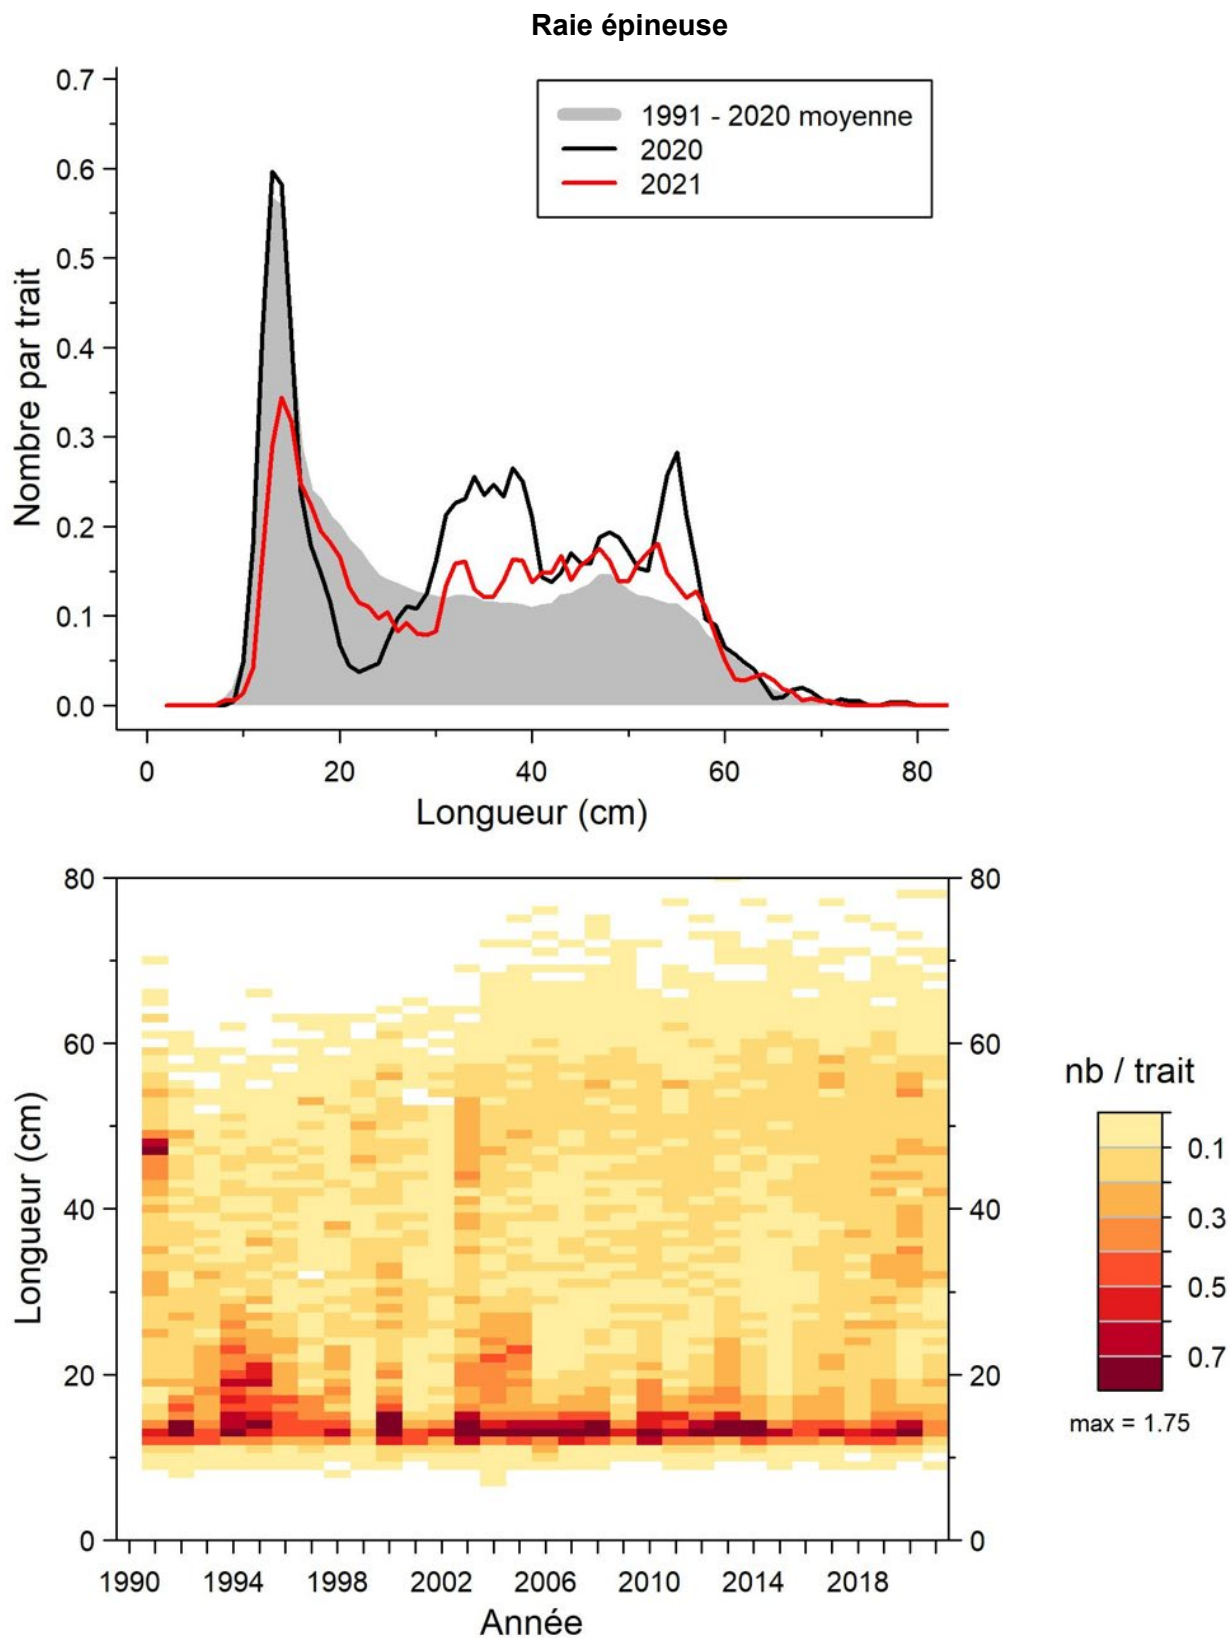 Raie épineuse
0.7
0.6
0.5
0.4
0.3
0.2
0.1
0.0
Nombre par trait
1991 - 2020 moyenne
2020
2021
0 20 40 60 80
Longueur (cm)
80
60
40
20
0
Longueur (cm)
80
60
40
20
0
1990 1994 1998 2002 2006 2010 2014 2018
Année
nb / trait
0.1
0.3
0.5
0.7
max = 1.75